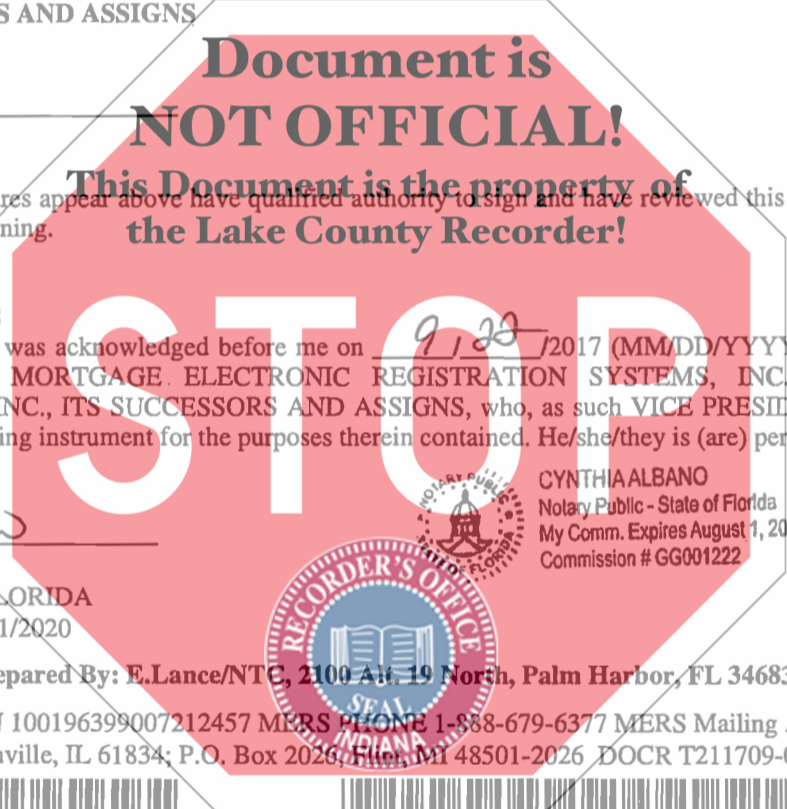 S AND ASSIGNS
Document is
NOT OFFICIAL!
This Document is the property of
res appear above have qualified authority to sign and have reviewed this
ning.
the Lake County Recorder!
STOP
was acknowledged before me on 9/22/2017 (MM/DD/YYYY
MORTGAGE ELECTRONIC REGISTRATION SYSTEMS, INC.
NC., ITS SUCCESSORS AND ASSIGNS, who, as such VICE PRESID
ing instrument for the purposes therein contained. He/she/they is (are) per
NOTARY PUBLIC
STATE OF FLORIDA
CYNTHIA ALBANO
Notary Public - State of Florida
My Comm. Expires August 1, 20
Commission # GG001222
RECORDER'S OFFICE
SEAL
INDIANA
LORIDA
1/2020
epared By: E.Lance/NTC, 2100 Alt. 19 North, Palm Harbor, FL 34683
N 100196399007212457 MERS PHONE 1-888-679-6377 MERS Mailing
nville, IL 61834; P.O. Box 2026, Flint, MI 48501-2026 DOCR T211709-0